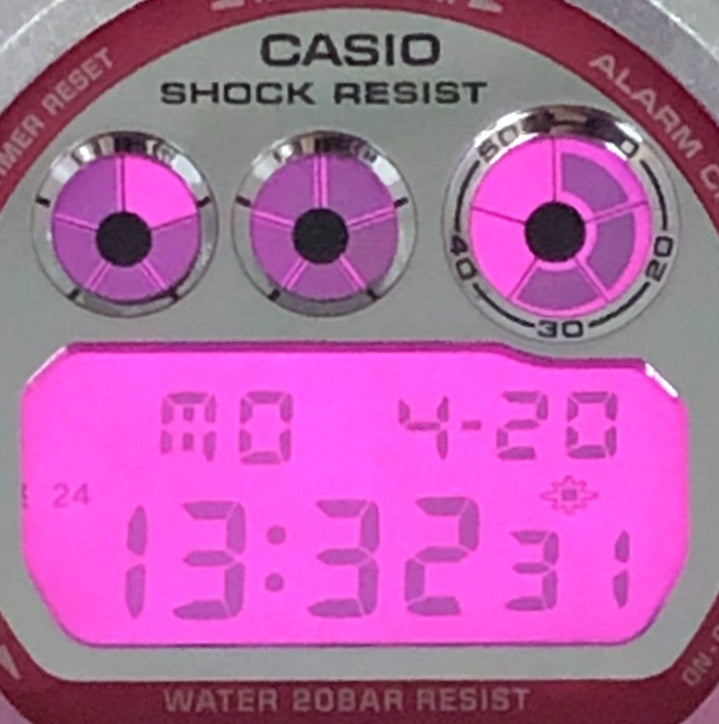 CASIO
SHOCK RESIST
ALARM
RESET
50 20
40 30
MO 4-20
24
13:32 31
WATER 20BAR RESIST